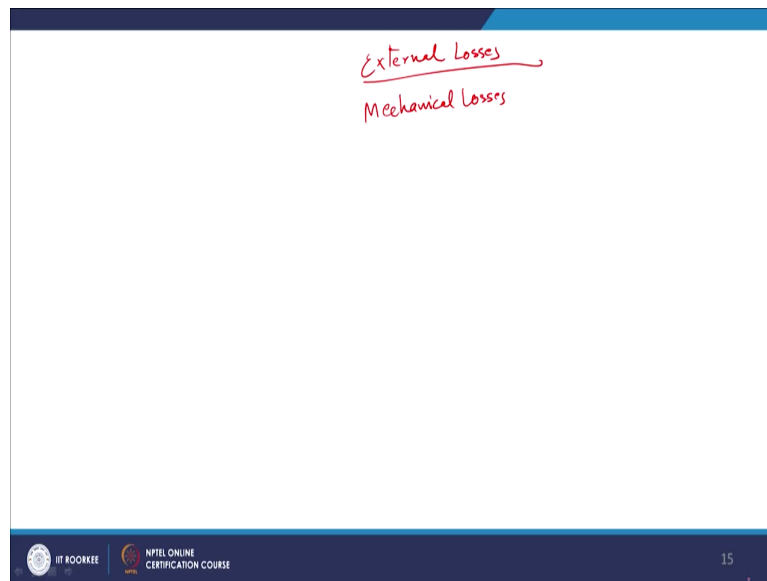 External Losses
Mechanical Losses
IIT ROORKEE
NPTEL ONLINE
CERTIFICATION COURSE
15